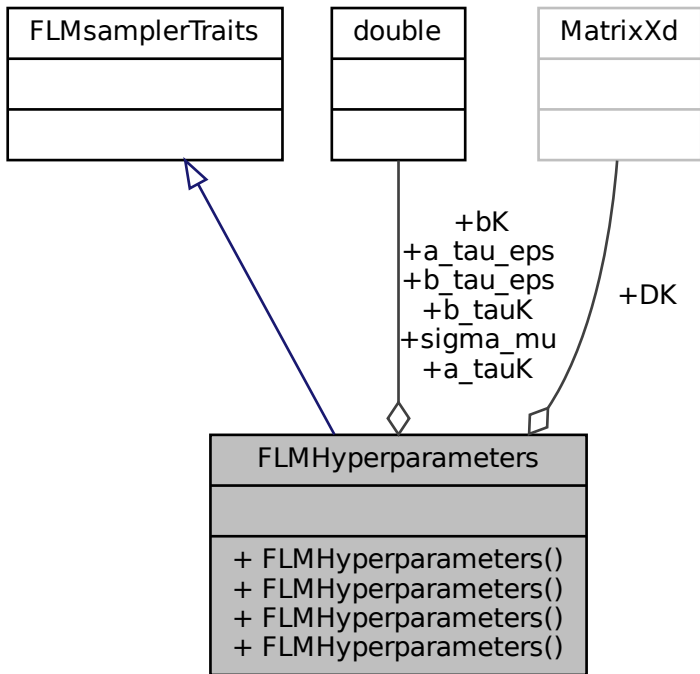 FLMsamplerTraits
double
MatrixXd
+bK
+a_tau_eps
+b_tau_eps
+b_tauK
+sigma_mu
+a_tauK
+DK
FLMHyperparameters
+ FLMHyperparameters()
+ FLMHyperparameters()
+ FLMHyperparameters()
+ FLMHyperparameters()